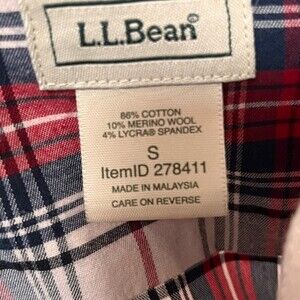 L.L.Bean®
86% COTTON
10% MERINO WOOL
4% LYCRA® SPANDEX
S
ItemID 278411
MADE IN MALAYSIA
CARE ON REVERSE